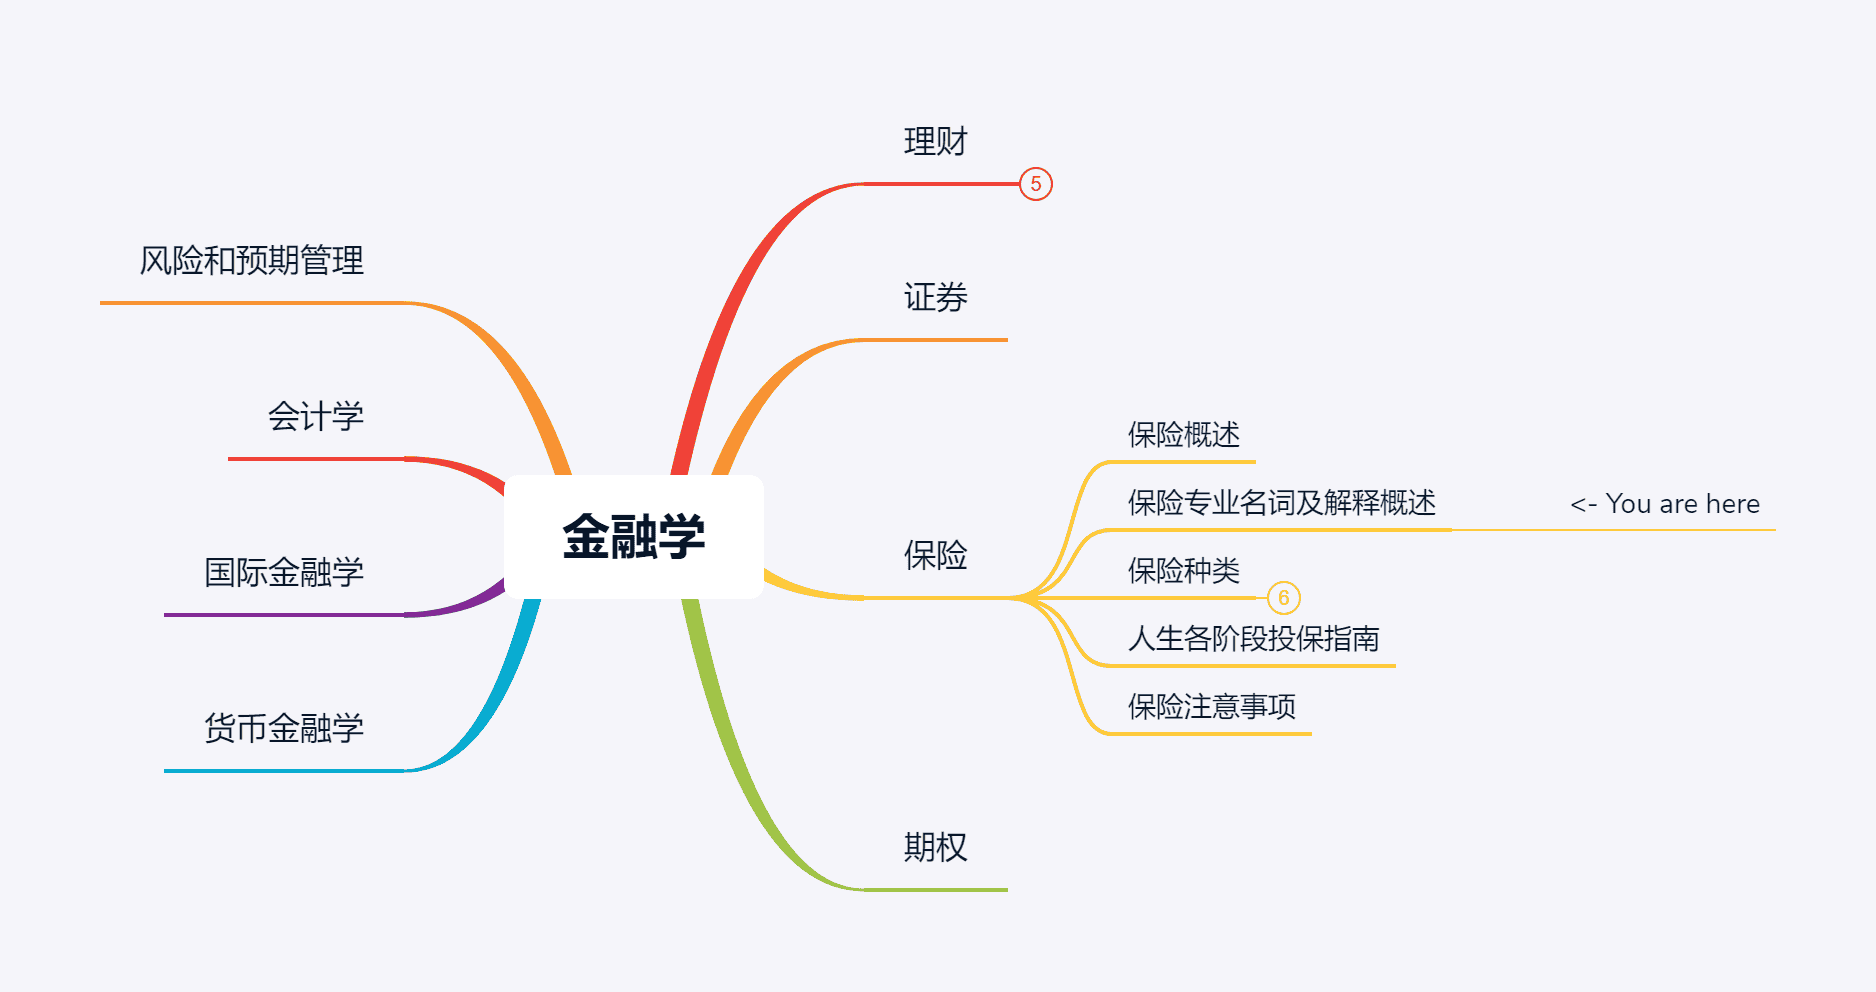 金融学
理财
5
证券
保险
保险概述
保险专业名词及解释概述
<- You are here
保险种类
6
人生各阶段投保指南
保险注意事项
期权
风险和预期管理
会计学
国际金融学
货币金融学